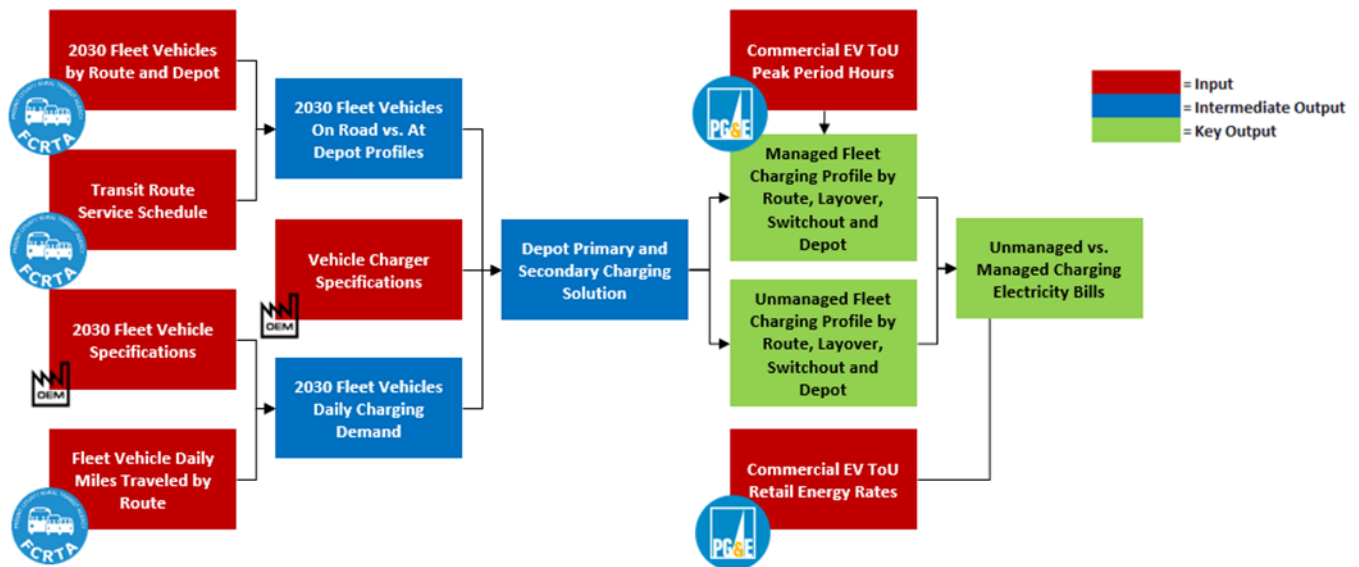 2030 Fleet Vehicles
by Route and Depot
FCRTA
Transit Route
Service Schedule
FCRTA
2030 Fleet Vehicle
Specifications
OEM
Fleet Vehicle Daily
Miles Traveled by
Route
FCRTA
2030 Fleet Vehicles
On Road vs. At
Depot Profiles
Vehicle Charger
Specifications
OEM
2030 Fleet Vehicles
Daily Charging
Demand
Depot Primary and
Secondary Charging
Solution
Commercial EV ToU
Peak Period Hours
PG&E
Managed Fleet
Charging Profile by
Route, Layover,
Switchout and
Depot
Unmanaged Fleet
Charging Profile by
Route, Layover,
Switchout and
Depot
Commercial EV ToU
Retail Energy Rates
PG&E
Unmanaged vs.
Managed Charging
Electricity Bills
= Input
= Intermediate Output
= Key Output